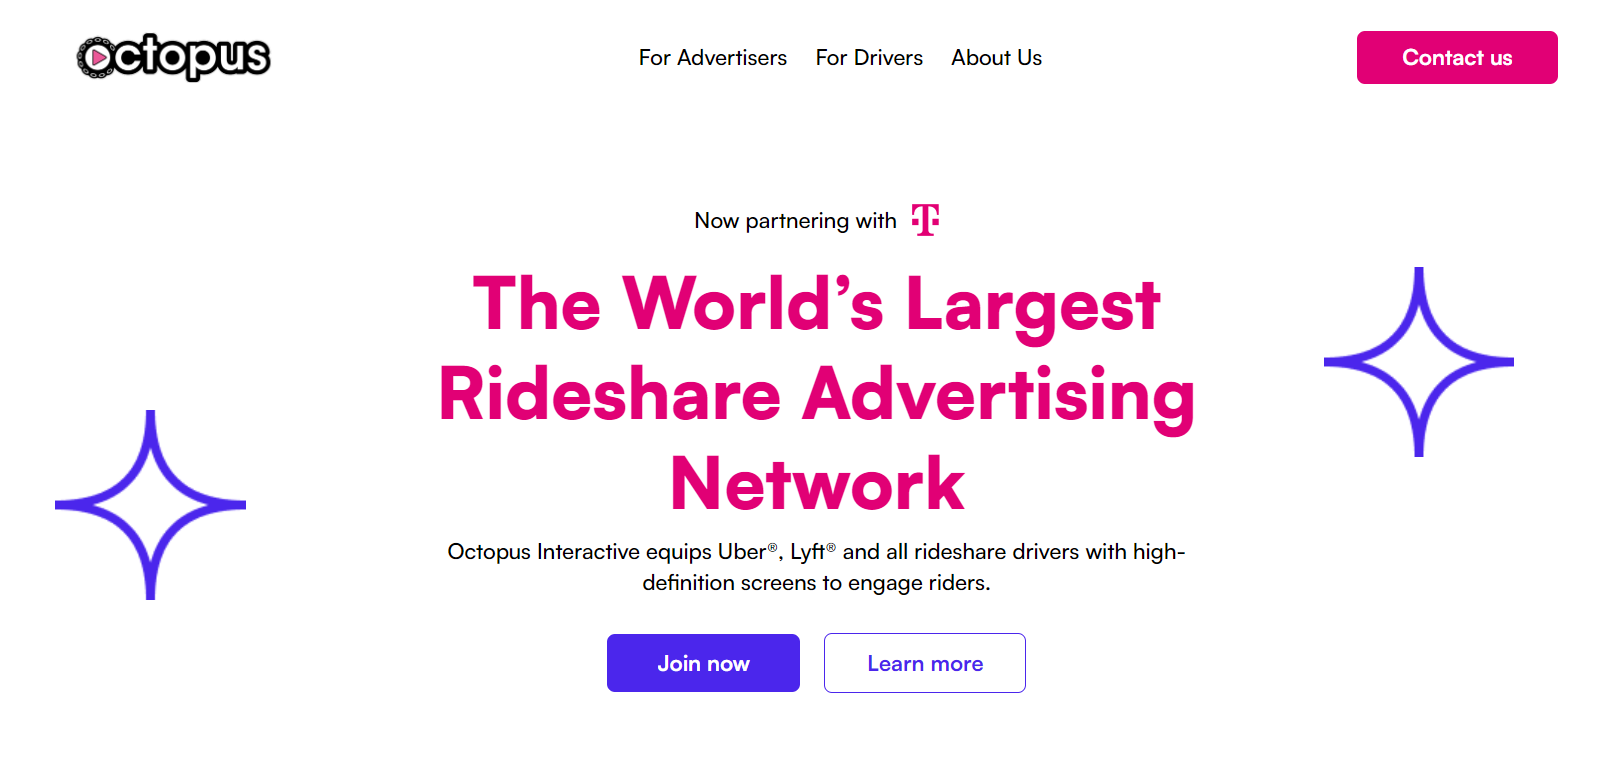 Octopus
For Advertisers
For Drivers
About Us
Contact us
Now partnering with T
The World’s Largest
Rideshare Advertising
Network
Octopus Interactive equips Uber®, Lyft® and all rideshare drivers with high-
definition screens to engage riders.
Join now
Learn more